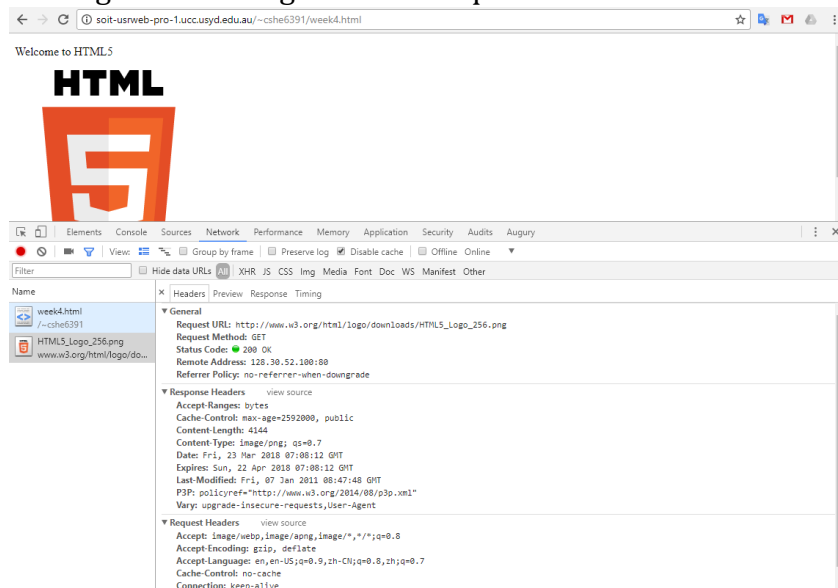 soit-usrweb-pro-1.ucc.usyd.edu.au/~cshe6391/week4.html
Welcome to HTML5
HTML
5
Elements Console Sources Network Performance Memory Application Security Audits Augury
View: Group by frame Preserve log Disable cache Offline Online
Filter Hide data URLs All XHR JS CSS Img Media Font Doc WS Manifest Other
Name
week4.html
/~cshe6391
HTML5_Logo_256.png
www.w3.org/html/logo/do...
× Headers Preview Response Timing
General
Request URL: http://www.w3.org/html/logo/downloads/HTML5_Logo_256.png
Request Method: GET
Status Code: 200 OK
Remote Address: 128.30.52.100:80
Referrer Policy: no-referrer-when-downgrade
Response Headers view source
Accept-Ranges: bytes
Cache-Control: max-age=2592000, public
Content-Length: 4144
Content-Type: image/png; qs=0.7
Date: Fri, 23 Mar 2018 07:08:12 GMT
Expires: Sun, 22 Apr 2018 07:08:12 GMT
Last-Modified: Fri, 07 Jan 2011 08:47:48 GMT
P3P: policyref="http://www.w3.org/2014/08/p3p.xml"
Vary: upgrade-insecure-requests,User-Agent
Request Headers view source
Accept: image/webp,image/apng,image/*,*/*;q=0.8
Accept-Encoding: gzip, deflate
Accept-Language: en,en-US;q=0.9,zh-CN;q=0.8,zh;q=0.7
Cache-Control: no-cache
Connection: keep-alive